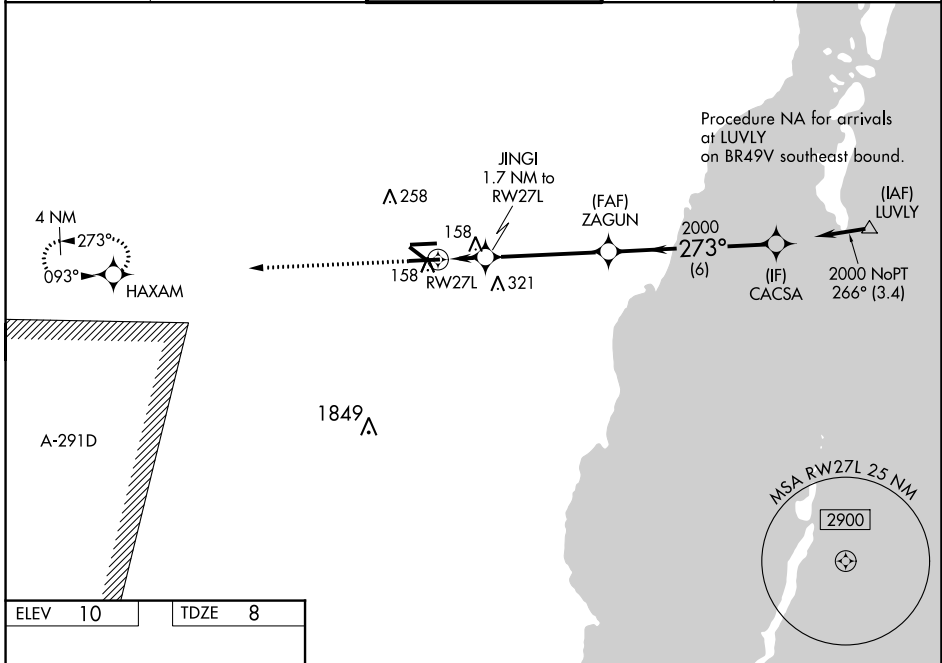 Procedure NA for arrivals
at LUVLY
on BR49V southeast bound.
JINGI
1.7 NM to
RW27L
(IAF)
LUVLY
258
(FAF)
ZAGUN
4 NM
273°
158
2000
273°
(6)
093°
HAXAM
158
RW27L
321
(IF)
CACSA
2000 NoPT
266° (3.4)
1849
A-291D
MSA RW27L 25 NM
2900
ELEV 10
TDZE 8